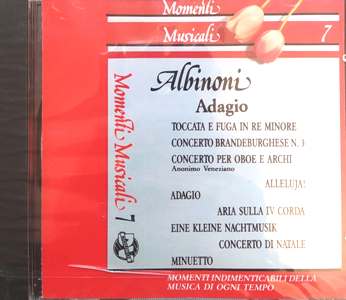 Momenti
Musicali 7
Momenti Musicali 7
Albinoni
Adagio
TOCCATA E FUGA IN RE MINORE
CONCERTO BRANDEBURGHESE N. 3
CONCERTO PER OBOE E ARCHI
Anonimo Veneziano
ALLELUJA!
ADAGIO
ARIA SULLA IV CORDA
EINE KLEINE NACHTMUSIK
CONCERTO DI NATALE
MINUETTO
MOMENTI INDIMENTICABILI DELLA
MUSICA DI OGNI TEMPO